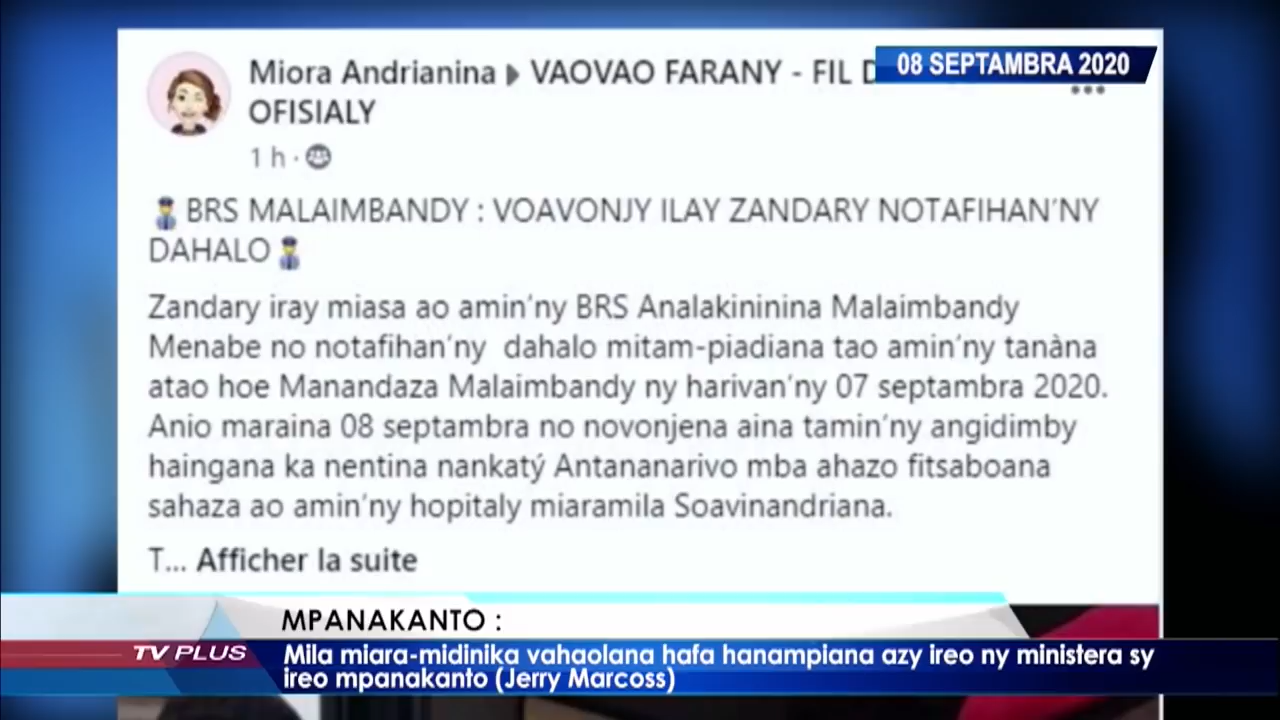 Miora Andrianina ▸ VAOVAO FARANY - FIL D
08 SEPTAMBRA 2020
OFISIALY
1 h ·
BRS MALAIMBANDY : VOAVONJY ILAY ZANDARY NOTAFIHAN'NY
DAHALO
Zandary iray miasa ao amin'ny BRS Analakininina Malaimbandy
Menabe no notafihan'ny dahalo mitam-piadiana tao amin'ny tanàna
atao hoe Manandaza Malaimbandy ny harivan'ny 07 septambra 2020.
Anio maraina 08 septambra no novonjena aina tamin'ny angidimby
haingana ka nentina nankatý Antananarivo mba ahazo fitsaboana
sahaza ao amin'ny hopitaly miaramila Soavinandriana.
T... Afficher la suite
MPANAKANTO :
TV PLUS
Mila miara-midinika vahaolana hafa hanampiana azy ireo ny ministera sy
ireo mpanakanto (Jerry Marcoss)